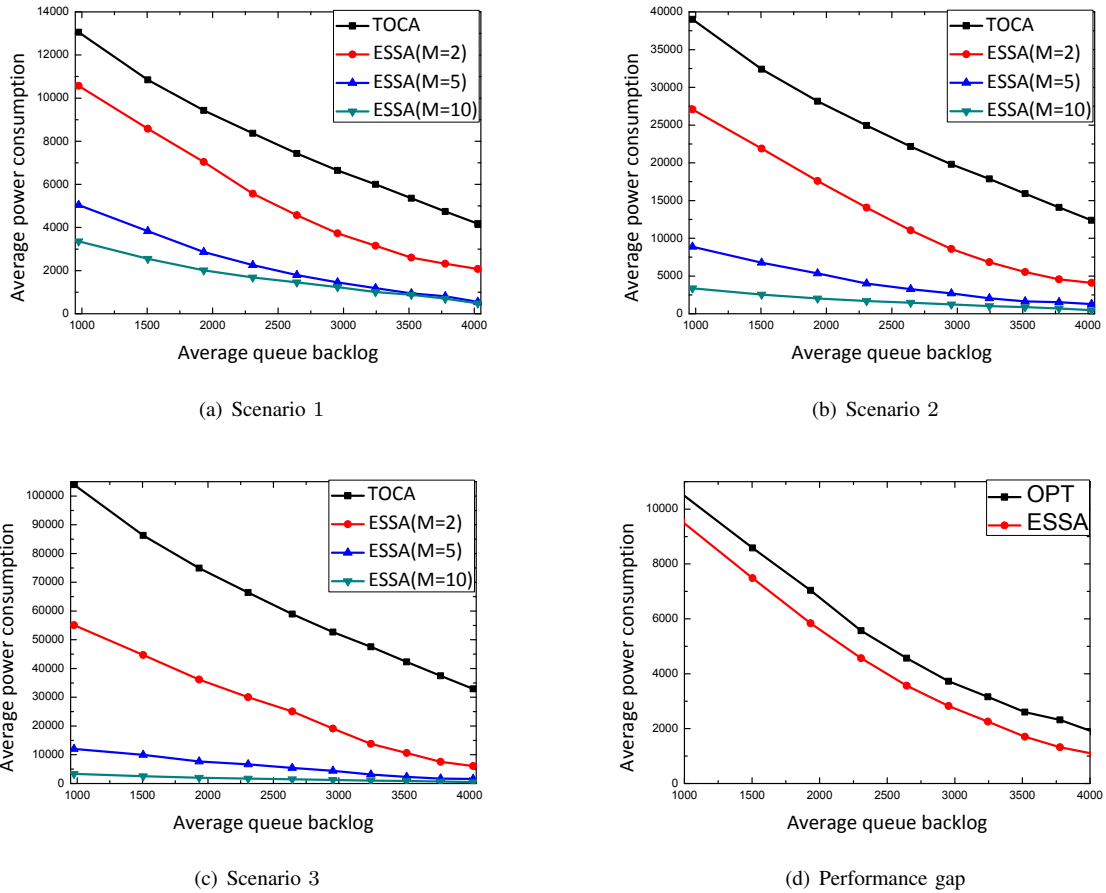 14000
12000
10000
8000
6000
4000
2000
0
1000 1500 2000 2500 3000 3500 4000
Average power consumption
Average queue backlog
TOCA
ESSA(M=2)
ESSA(M=5)
ESSA(M=10)
(a) Scenario 1
40000
35000
30000
25000
20000
15000
10000
5000
0
1000 1500 2000 2500 3000 3500 4000
Average power consumption
Average queue backlog
TOCA
ESSA(M=2)
ESSA(M=5)
ESSA(M=10)
(b) Scenario 2
100000
90000
80000
70000
60000
50000
40000
30000
20000
10000
0
1000 1500 2000 2500 3000 3500 4000
Average power consumption
Average queue backlog
TOCA
ESSA(M=2)
ESSA(M=5)
ESSA(M=10)
(c) Scenario 3
10000
8000
6000
4000
2000
0
1000 1500 2000 2500 3000 3500 4000
Average power consumption
Average queue backlog
OPT
ESSA
(d) Performance gap